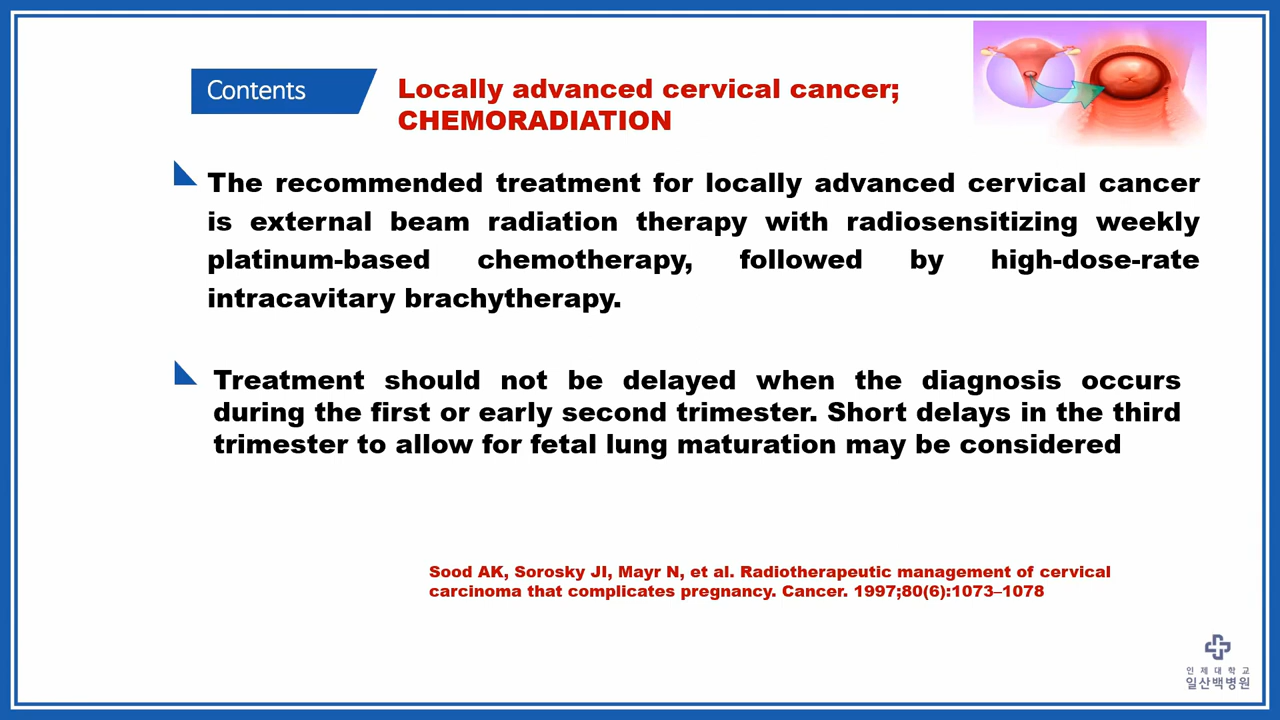 Contents
Locally advanced cervical cancer;
CHEMORADIATION
The recommended treatment for locally advanced cervical cancer
is external beam radiation therapy with radiosensitizing weekly
platinum-based chemotherapy, followed by high-dose-rate
intracavitary brachytherapy.
Treatment should not be delayed when the diagnosis occurs
during the first or early second trimester. Short delays in the third
trimester to allow for fetal lung maturation may be considered
Sood AK, Sorosky JI, Mayr N, et al. Radiotherapeutic management of cervical
carcinoma that complicates pregnancy. Cancer. 1997;80(6):1073–1078
인제대학교
일산백병원